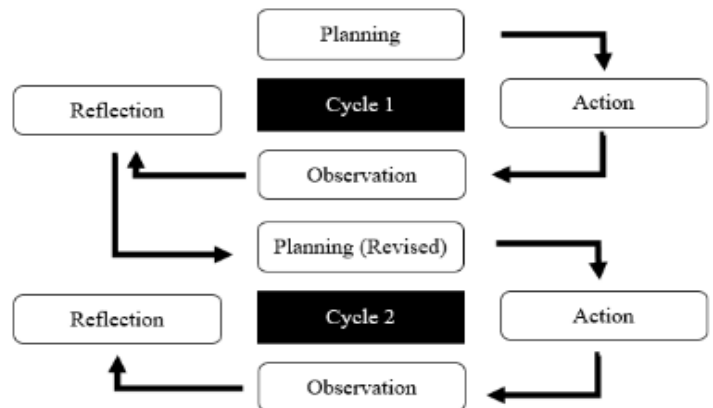 Planning
Reflection
Cycle 1
Action
Observation
Planning (Revised)
Reflection
Cycle 2
Action
Observation